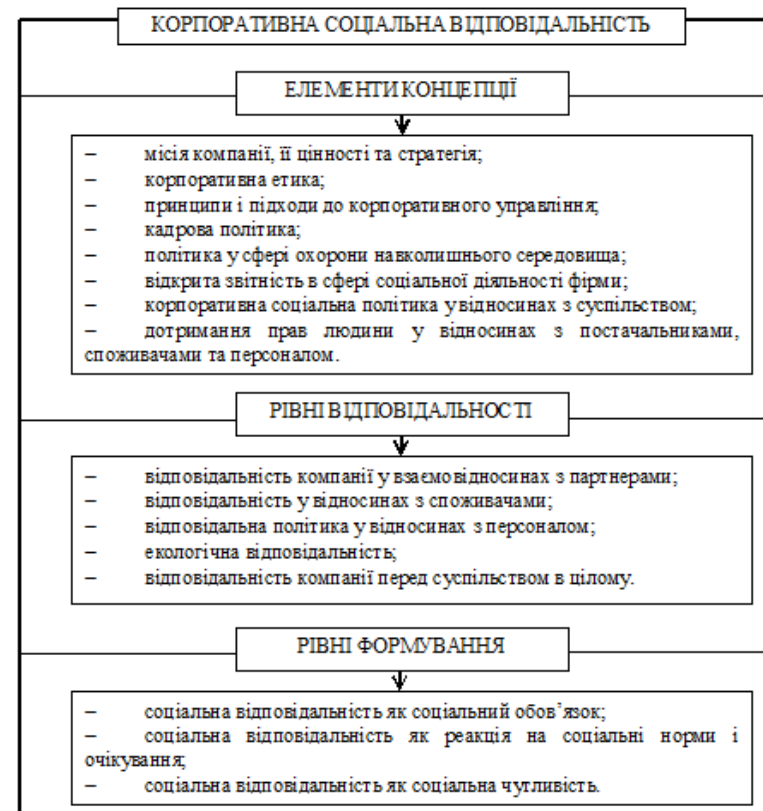 КОРПОРАТИВНА СОЦІАЛЬНА ВІДПОВІДАЛЬНІСТЬ
ЕЛЕМЕНТИ КОНЦЕПЦІЇ
– місія компанії, її цінності та стратегія;
– корпоративна етика;
– принципи і підходи до корпоративного управління;
– кадрова політика;
– політика у сфері охорони навколишнього середовища;
– відкрита звітність в сфері соціальної діяльності фірми;
– корпоративна соціальна політика у відносинах з суспільством;
– дотримання прав людини у відносинах з постачальниками,
споживачами та персоналом.
РІВНІ ВІДПОВІДАЛЬНОСТІ
– відповідальність компанії у взаємовідносинах з партнерами;
– відповідальність у відносинах з споживачами;
– відповідальна політика у відносинах з персоналом;
– екологічна відповідальність;
– відповідальність компанії перед суспільством в цілому.
РІВНІ ФОРМУВАННЯ
– соціальна відповідальність як соціальний обов’язок;
– соціальна відповідальність як реакція на соціальні норми і
очікування;
– соціальна відповідальність як соціальна чутливість.